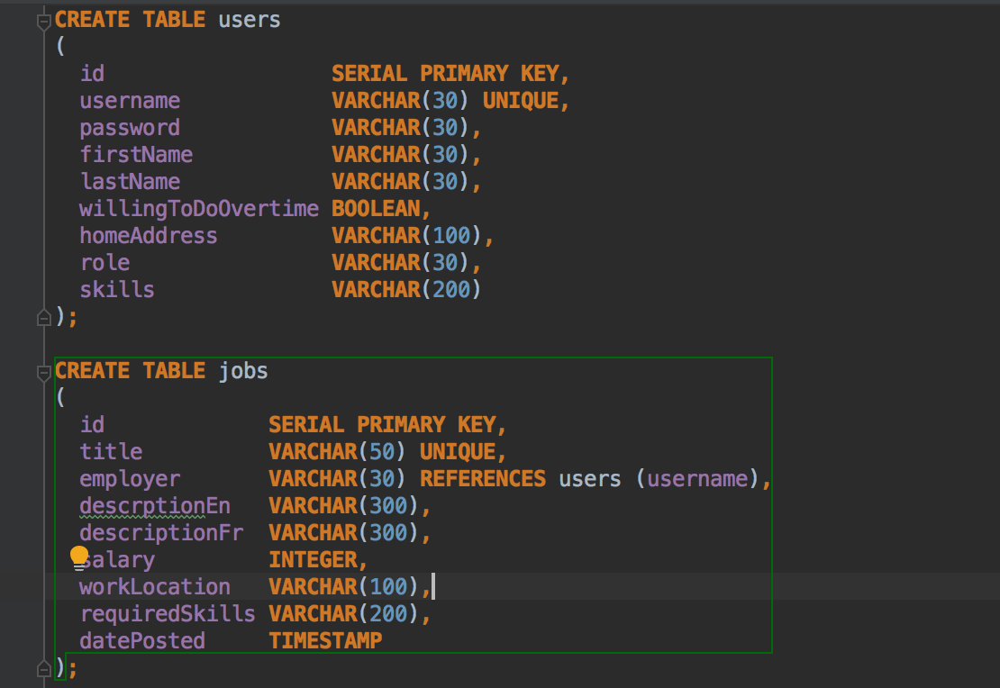 CREATE TABLE users
(
  id                  SERIAL PRIMARY KEY,
  username            VARCHAR(30) UNIQUE,
  password            VARCHAR(30),
  firstName           VARCHAR(30),
  lastName            VARCHAR(30),
  willingToDoOvertime BOOLEAN,
  homeAddress         VARCHAR(100),
  role                VARCHAR(30),
  skills              VARCHAR(200)
);
CREATE TABLE jobs
(
  id             SERIAL PRIMARY KEY,
  title          VARCHAR(50) UNIQUE,
  employer       VARCHAR(30) REFERENCES users (username),
  descrptionEn   VARCHAR(300),
  descriptionFr  VARCHAR(300),
  salary         INTEGER,
  workLocation   VARCHAR(100),
  requiredSkills VARCHAR(200),
  datePosted     TIMESTAMP
);